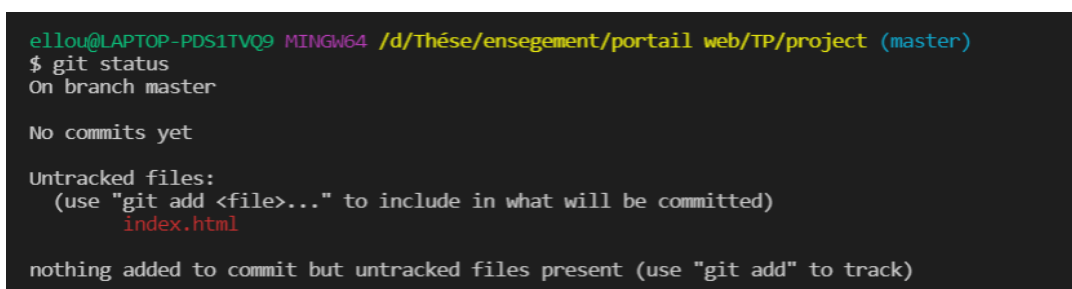 ellou@LAPTOP-PDS1TVQ9 MINGW64 /d/Thése/ensegement/portail web/TP/project (master)
$ git status
On branch master
No commits yet
Untracked files:
(use "git add <file>..." to include in what will be committed)
index.html
nothing added to commit but untracked files present (use "git add" to track)